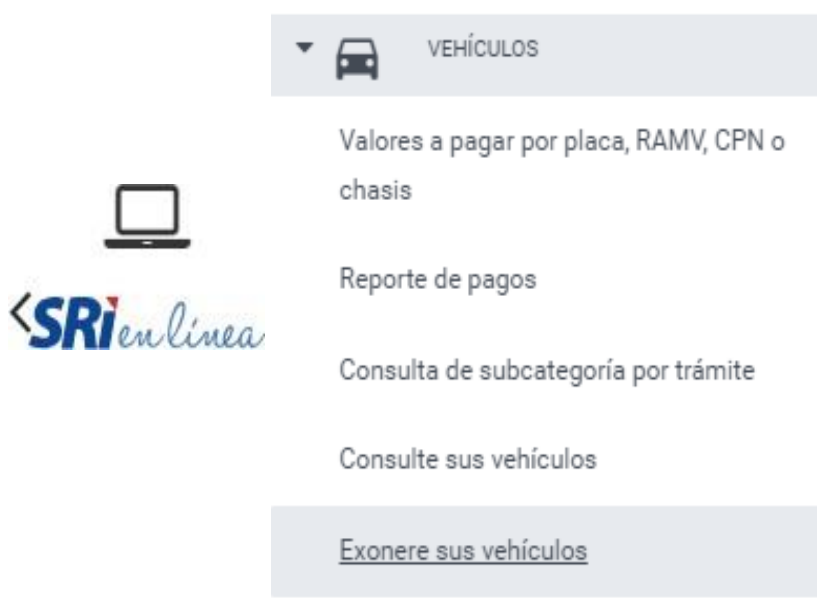 VEHÍCULOS
Valores a pagar por placa, RAMV, CPN o
chasis
SRi en línea
Reporte de pagos
Consulta de subcategoría por trámite
Consulte sus vehículos
Exonere sus vehículos